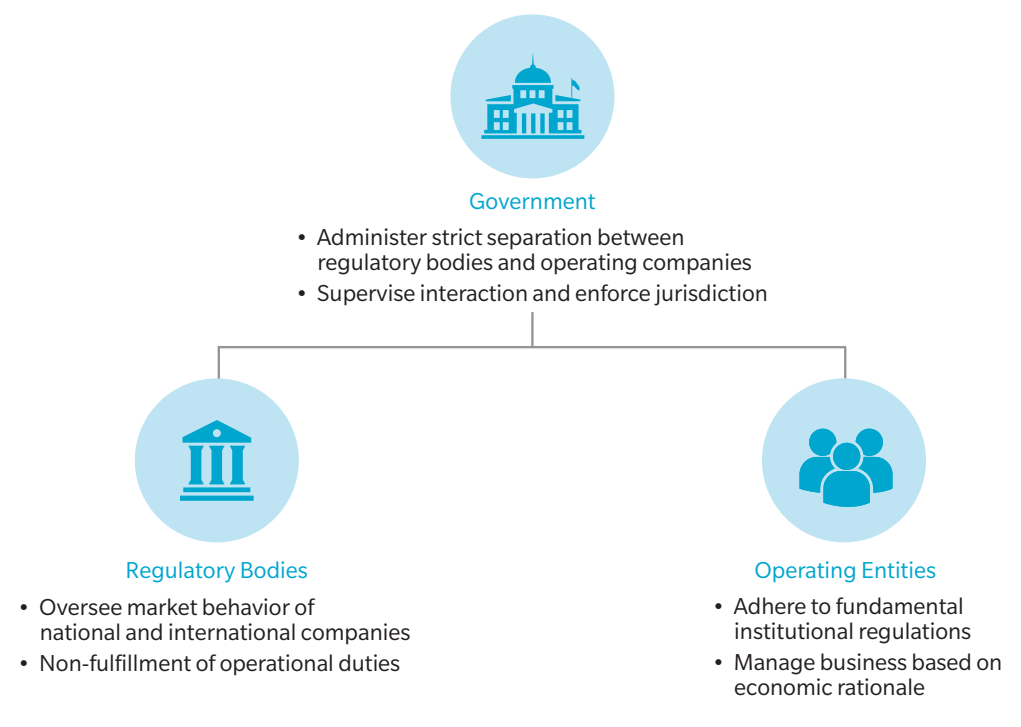 Government
• Administer strict separation between
regulatory bodies and operating companies
• Supervise interaction and enforce jurisdiction
Regulatory Bodies
• Oversee market behavior of
national and international companies
• Non-fulfillment of operational duties
Operating Entities
• Adhere to fundamental
institutional regulations
• Manage business based on
economic rationale